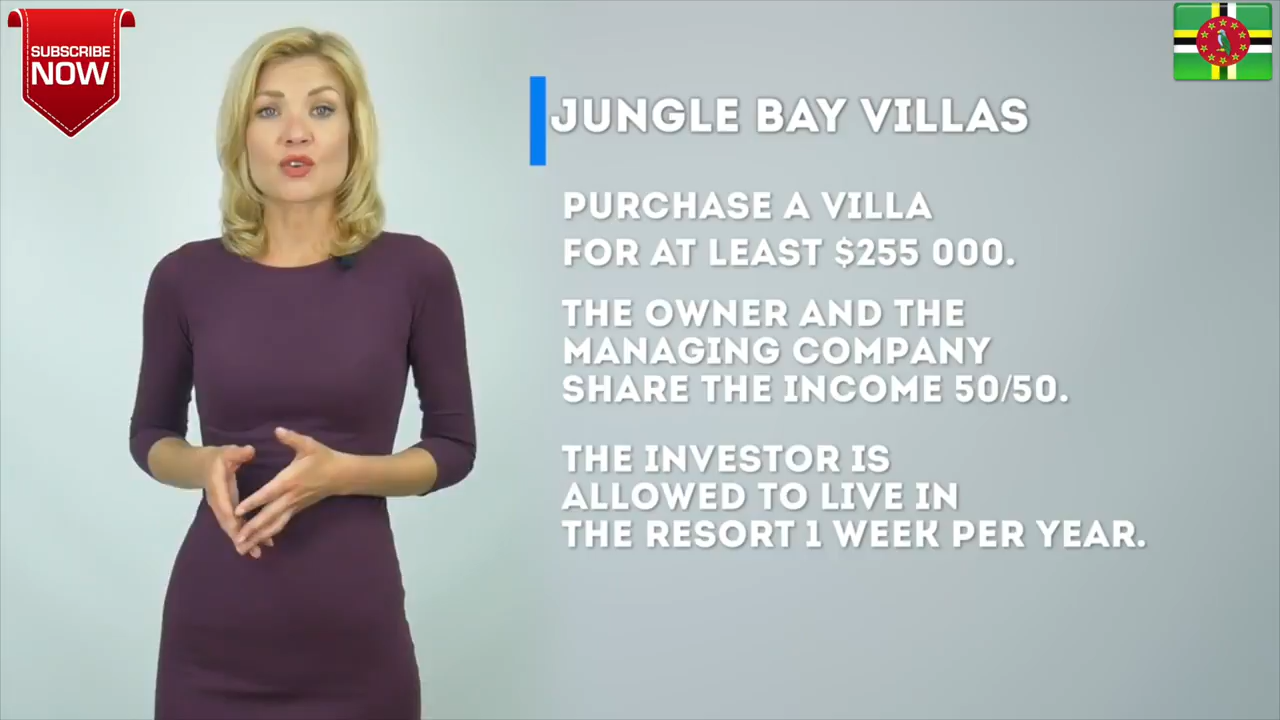 SUBSCRIBE
NOW
JUNGLE BAY VILLAS
PURCHASE A VILLA
FOR AT LEAST $255 000.
THE OWNER AND THE
MANAGING COMPANY
SHARE THE INCOME 50/50.
THE INVESTOR IS
ALLOWED TO LIVE IN
THE RESORT 1 WEEK PER YEAR.